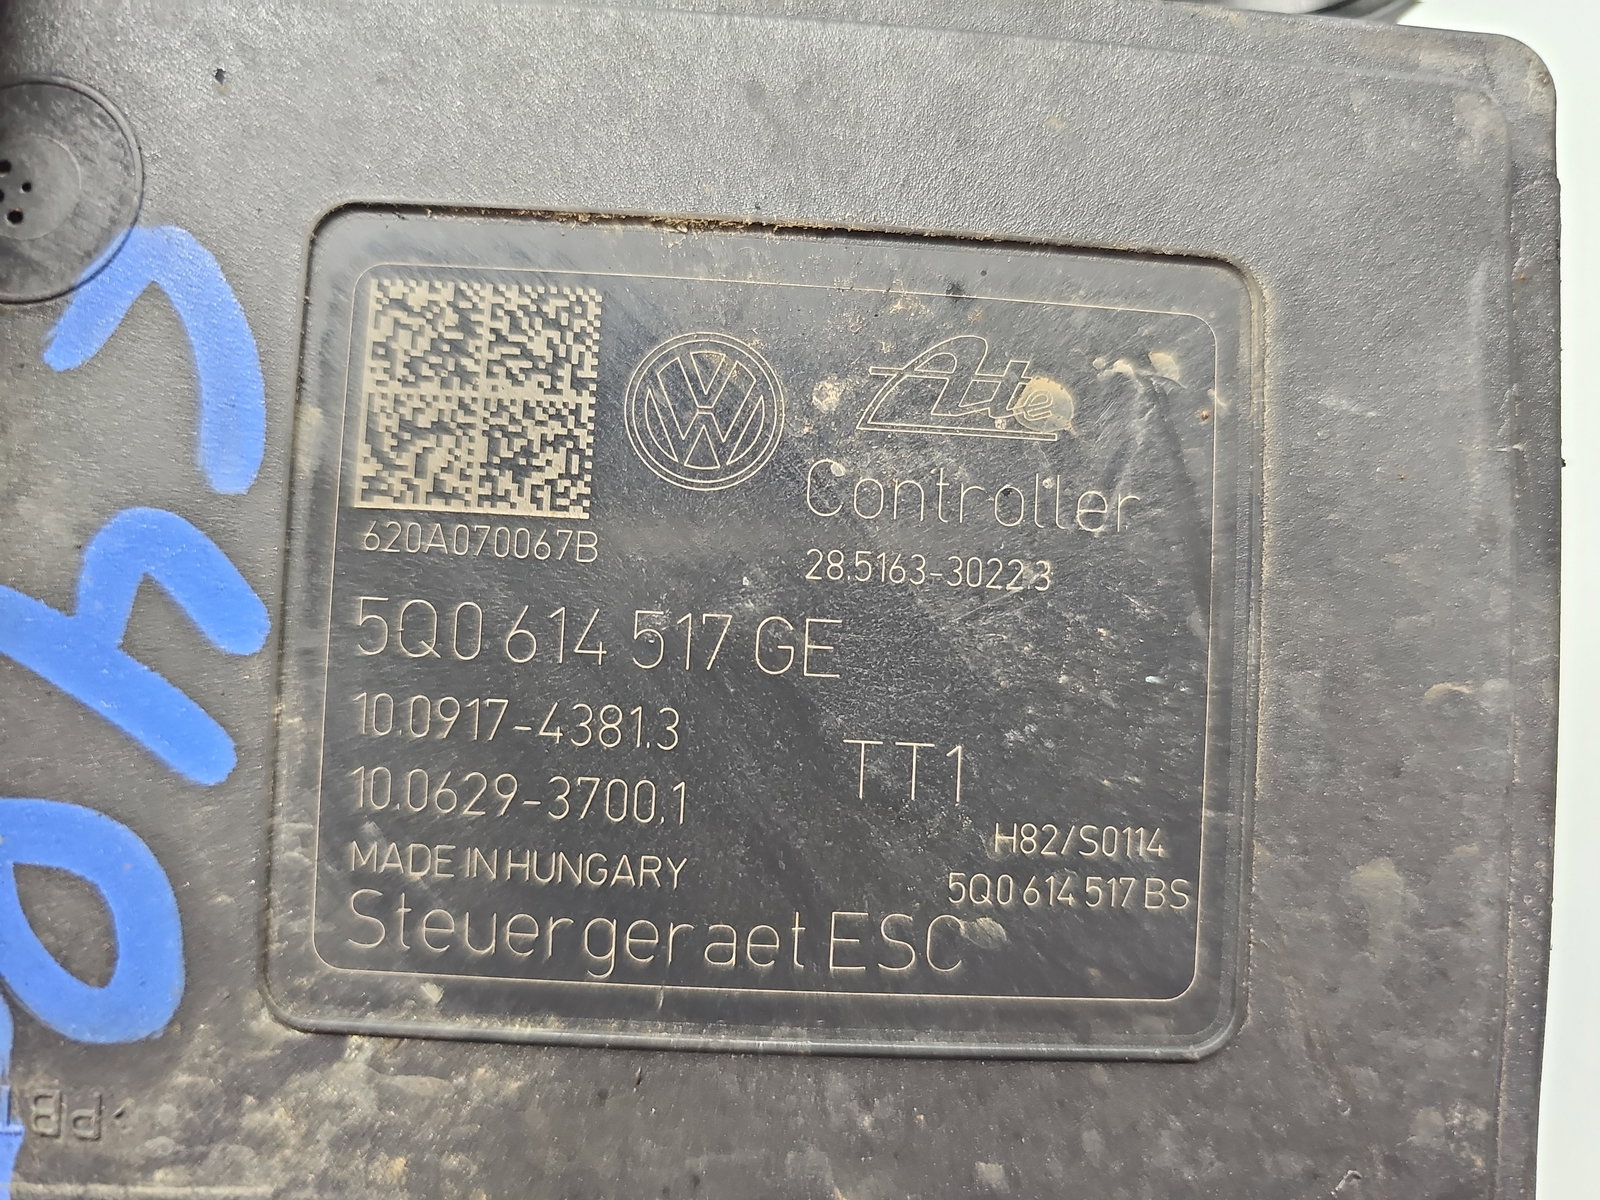 Ate
Controller
620A070067B
28.5163-3022.3
5Q0 614 517 GE
10.0917-4381.3
TT1
10.0629-3700.1
H82/S0114
MADE IN HUNGARY
5Q0 614 517 BS
Steuergeraet ESC